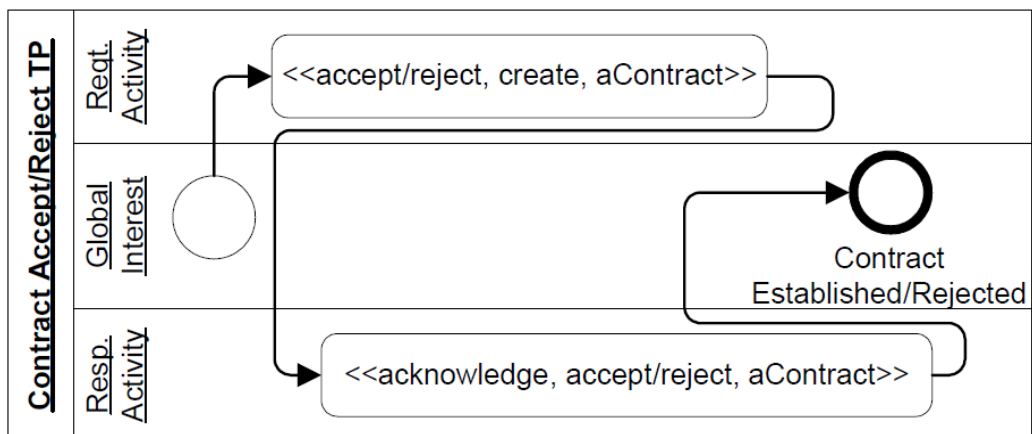 Contract Accept/Reject TP
Reqt.
Activity
<<accept/reject, create, aContract>>
Global
Interest
Contract
Established/Rejected
Resp.
Activity
<<acknowledge, accept/reject, aContract>>